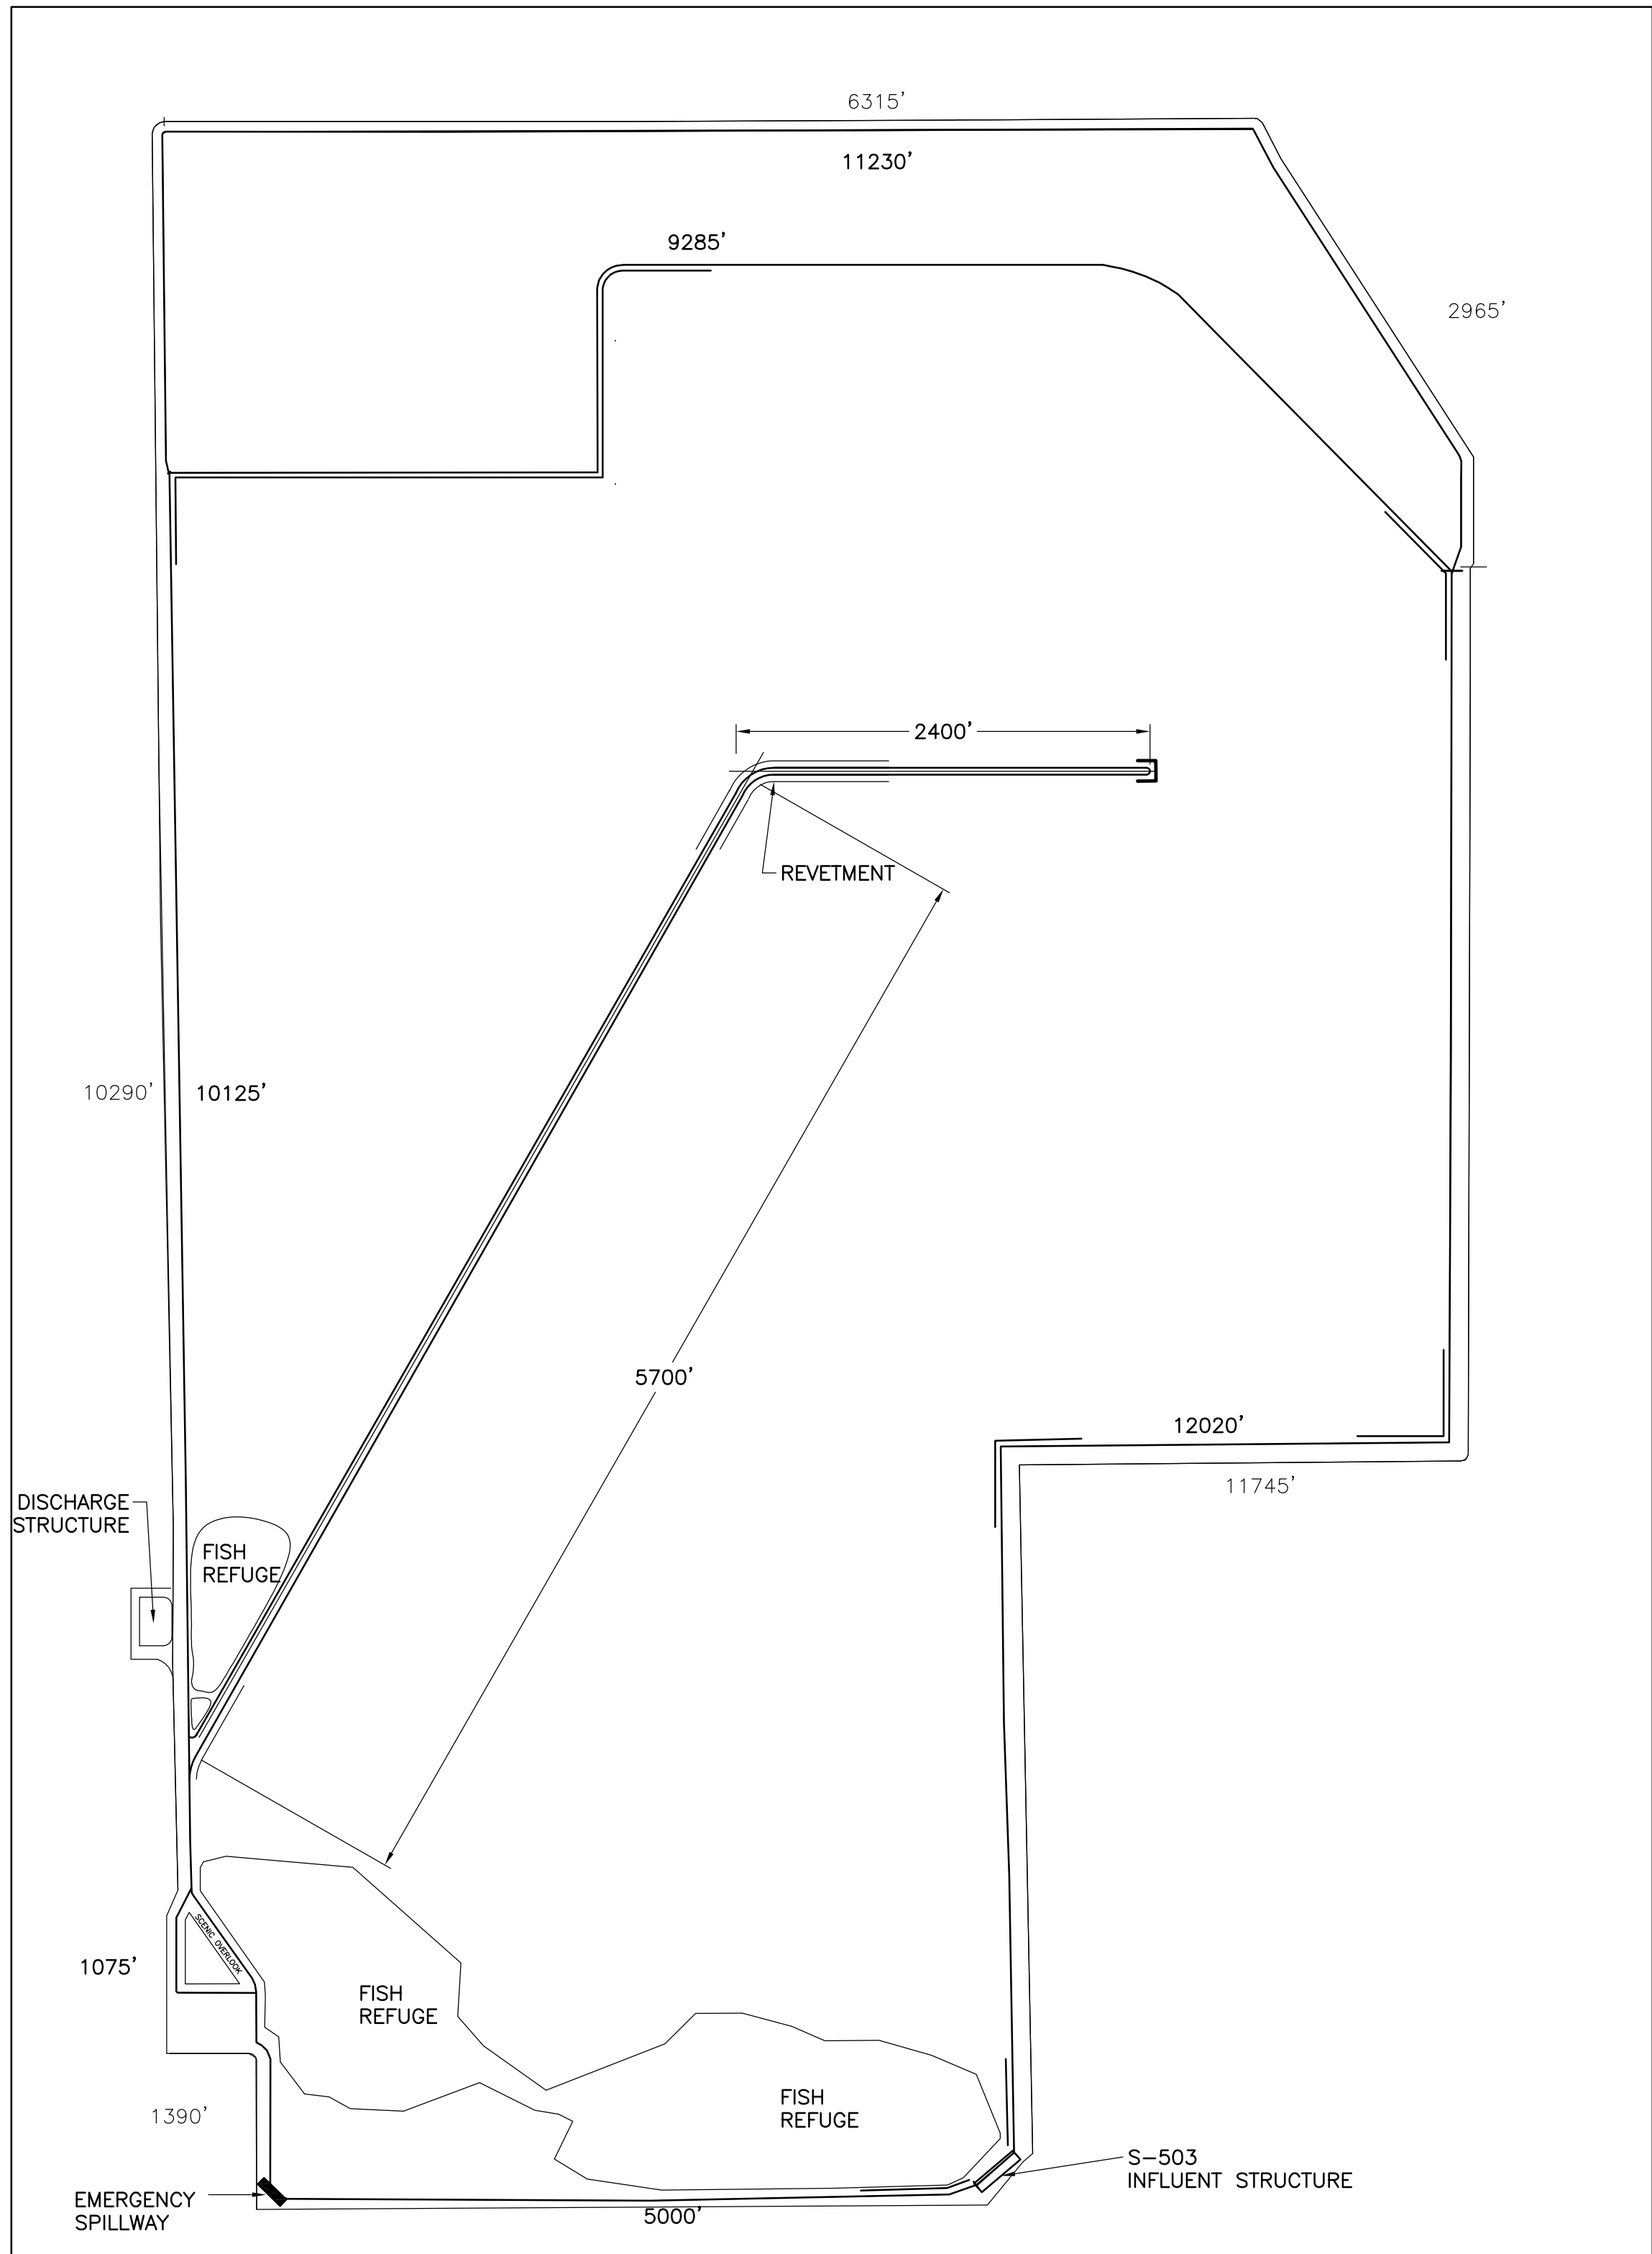 6315'
11230'
9285'
2965'
2400'
REVETMENT
10290'
10125'
5700'
12020'
11745'
DISCHARGE
STRUCTURE
FISH
REFUGE
SCENIC OVERLOOK
1075'
FISH
REFUGE
FISH
REFUGE
1390'
S-503
INFLUENT STRUCTURE
EMERGENCY
SPILLWAY
5000'